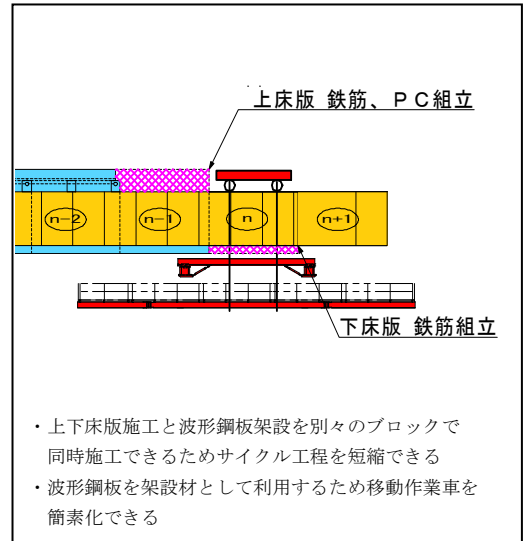 上床版 鉄筋、ＰＣ組立
n-2 n-1 n n+1
下床版 鉄筋組立
・上下床版施工と波形鋼板架設を別々のブロックで
同時施工できるためサイクル工程を短縮できる
・波形鋼板を架設材として利用するため移動作業車を
簡素化できる